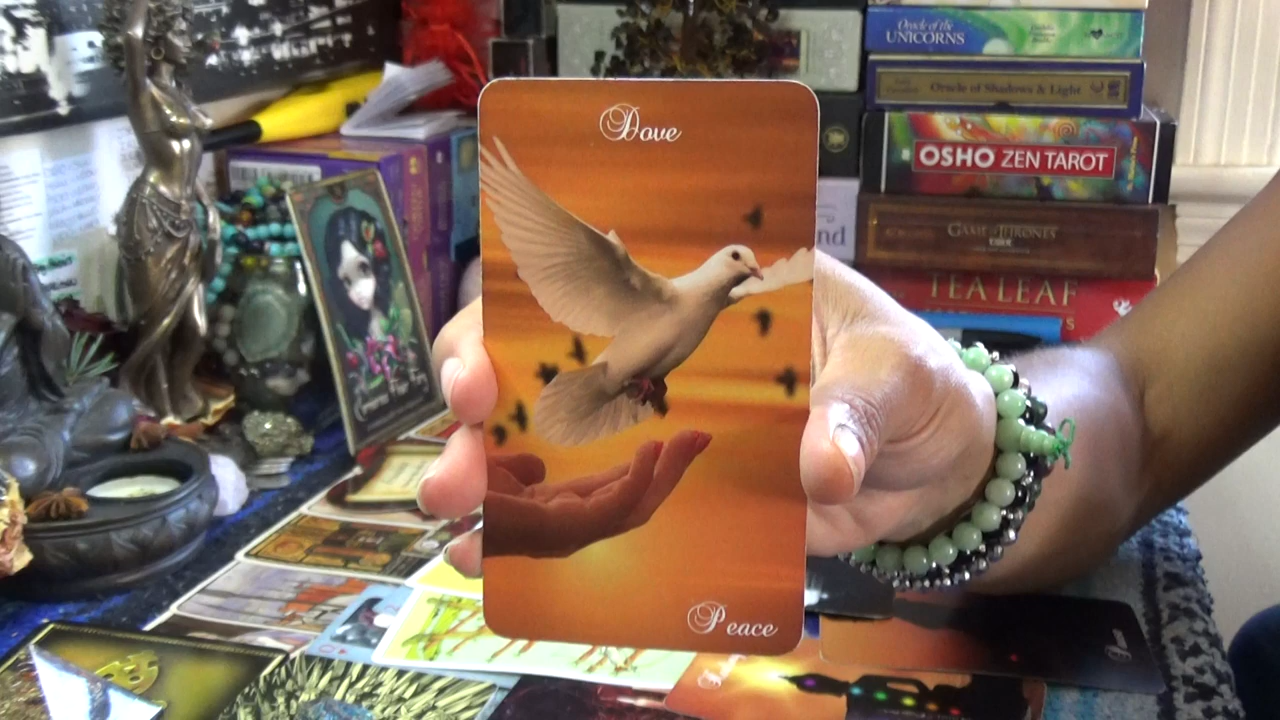 Dove
Peace
Oracle of the
UNICORNS
Oracle of Shadows & Light
OSHO ZEN TAROT
GAME OF THRONES
TEA LEAF